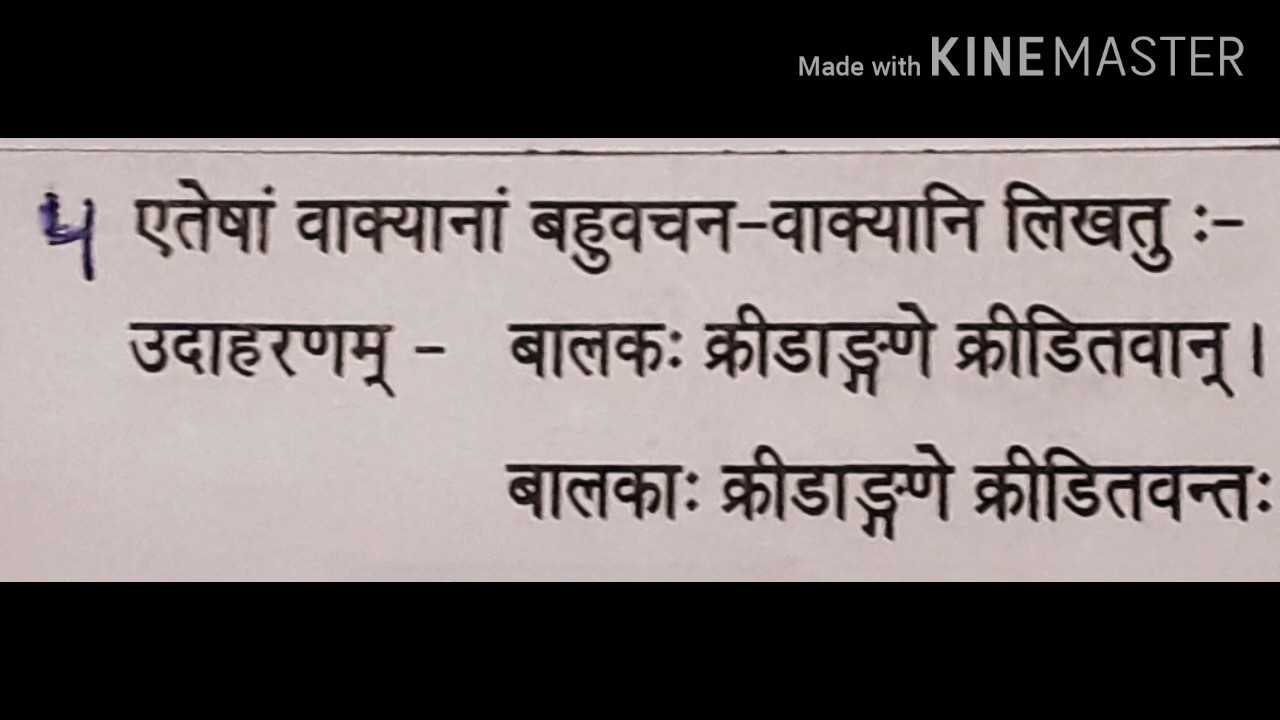 Made with KINEMASTER
५ एतेषां वाक्यानां बहुवचन-वाक्यानि लिखतु :-
उदाहरणम् - बालकः क्रीडाङ्गणे क्रीडितवान् ।
बालकाः क्रीडाङ्गणे क्रीडितवन्तः